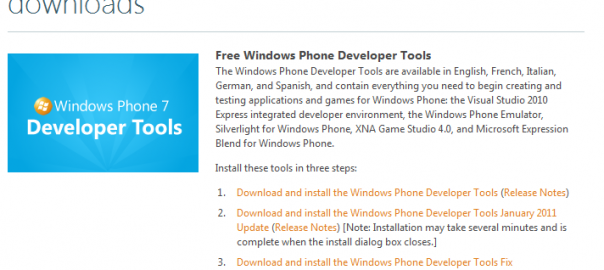 downloads
Free Windows Phone Developer Tools
The Windows Phone Developer Tools are available in English, French, Italian,
German, and Spanish, and contain everything you need to begin creating and
testing applications and games for Windows Phone: the Visual Studio 2010
Express integrated developer environment, the Windows Phone Emulator,
Silverlight for Windows Phone, XNA Game Studio 4.0, and Microsoft Expression
Blend for Windows Phone.
Windows Phone 7
Developer Tools
Install these tools in three steps:
1. Download and install the Windows Phone Developer Tools (Release Notes)
2. Download and install the Windows Phone Developer Tools January 2011
Update (Release Notes) [Note: Installation may take several minutes and is
complete when the install dialog box closes.]
3. Download and install the Windows Phone Developer Tools Fix